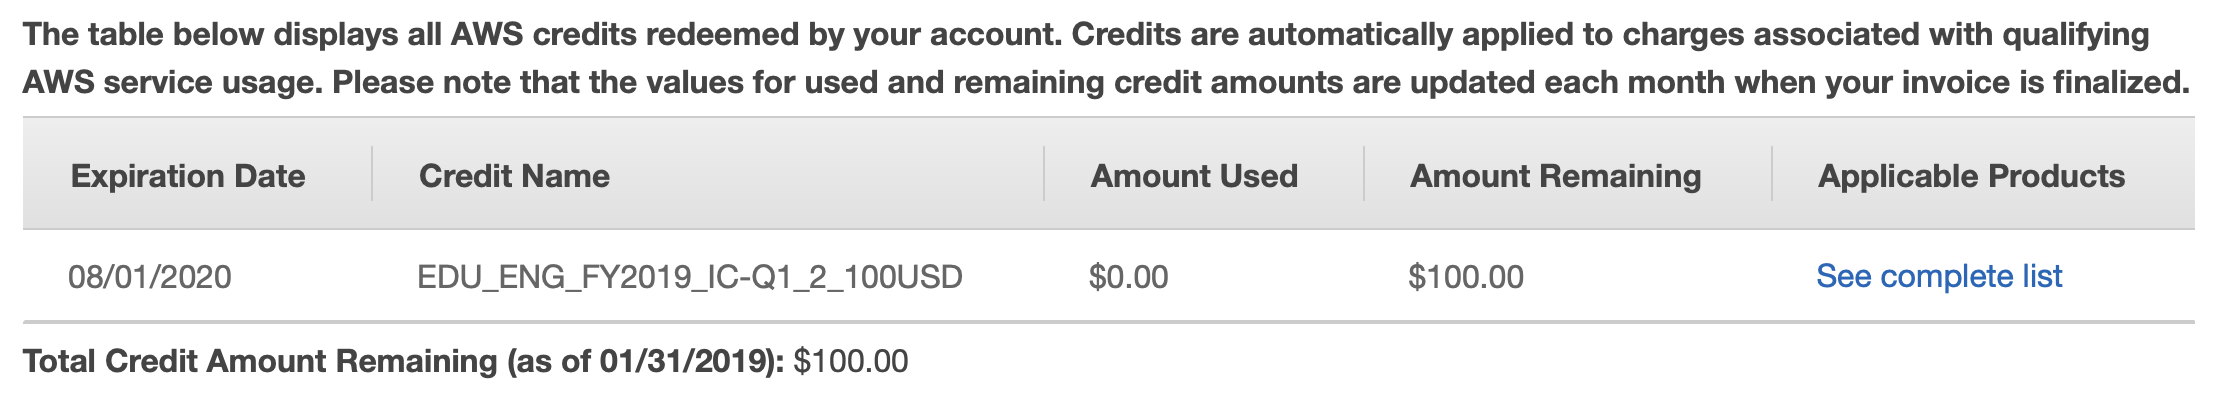 The table below displays all AWS credits redeemed by your account. Credits are automatically applied to charges associated with qualifying
AWS service usage. Please note that the values for used and remaining credit amounts are updated each month when your invoice is finalized.
Expiration Date Credit Name Amount Used Amount Remaining Applicable Products
08/01/2020 EDU_ENG_FY2019_IC-Q1_2_100USD $0.00 $100.00 See complete list
Total Credit Amount Remaining (as of 01/31/2019): $100.00